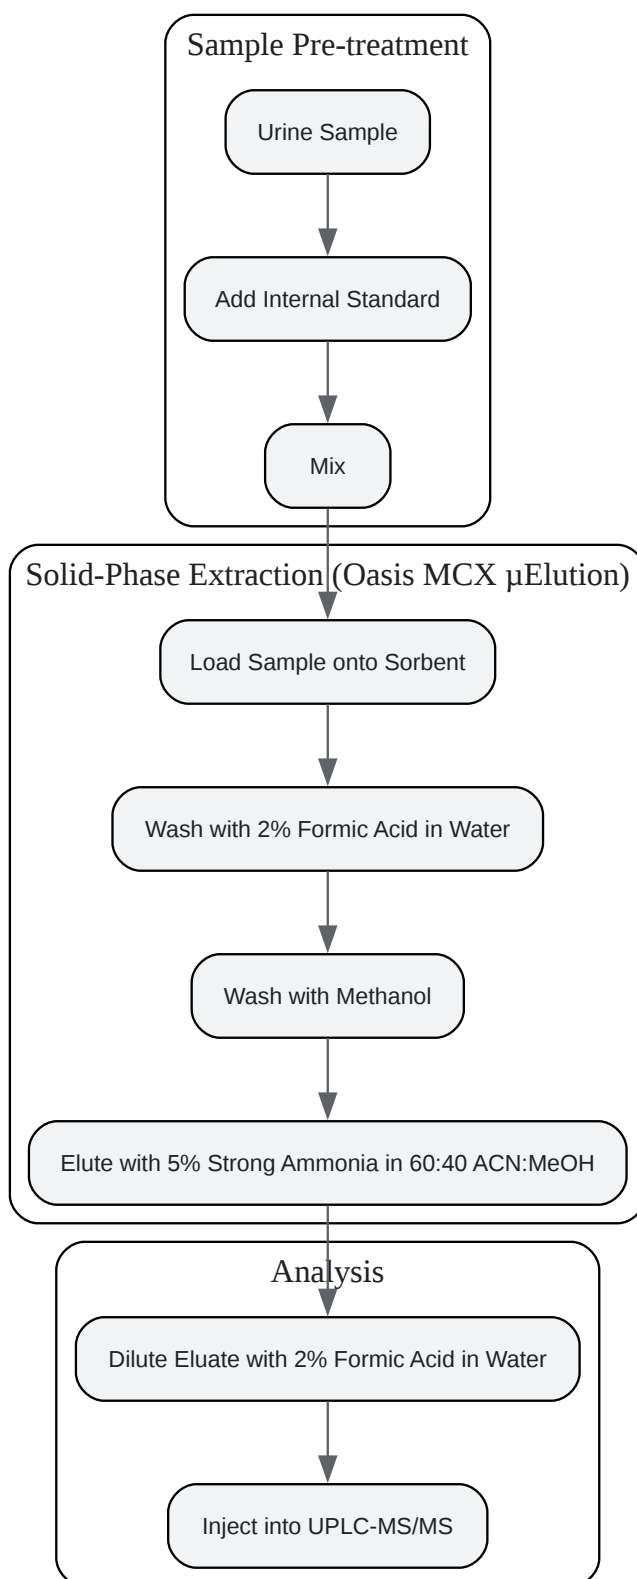 Sample Pre-treatment
Urine Sample
Add Internal Standard
Mix
Solid-Phase Extraction (Oasis MCX µElution)
Load Sample onto Sorbent
Wash with 2% Formic Acid in Water
Wash with Methanol
Elute with 5% Strong Ammonia in 60:40 ACN:MeOH
Analysis
Dilute Eluate with 2% Formic Acid in Water
Inject into UPLC-MS/MS